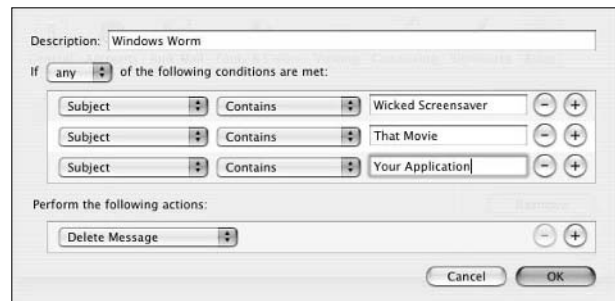 Description: Windows Worm
If any of the following conditions are met:
Subject Contains Wicked Screensaver
Subject Contains That Movie
Subject Contains Your Application
Perform the following actions:
Delete Message
Cancel OK